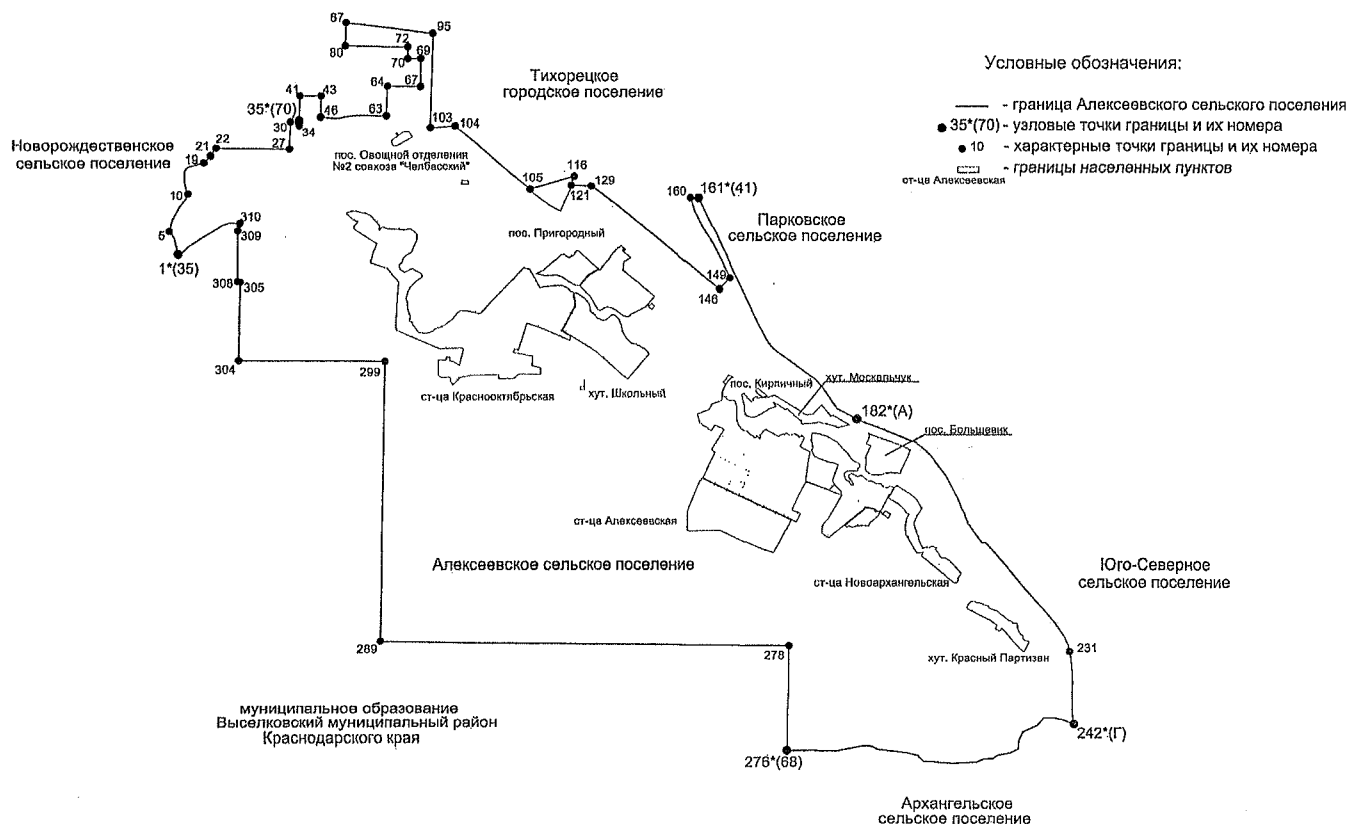 Условные обозначения:
- граница Алексеевского сельского поселения
35*(70) - узловые точки границы и их номера
10 - характерные точки границы и их номера
ст-ца Алексеевская - границы населенных пунктов
67
95
80
72
70
69
64
67
63
41
43
46
35*(70)
30
34
27
22
21
19
10
5
1*(35)
310
309
308
305
304
299
103
104
105
116
121
129
160
161*(41)
149
146
182*(А)
231
242*(Г)
276*(68)
278
289
Тихорецкое
городское поселение
Новорождественское
сельское поселение
пос. Овощной отделения
№2 совхоза "Челбасский"
Парковское
сельское поселение
пос. Пригородный
ст-ца Краснооктябрьская
хут. Школьный
пос. Кирпичный
хут. Москальчук
пос. Большевик
ст-ца Алексеевская
Алексеевское сельское поселение
ст-ца Новоархангельская
Юго-Северное
сельское поселение
хут. Красный Партизан
муниципальное образование
Выселковский муниципальный район
Краснодарского края
Архангельское
сельское поселение